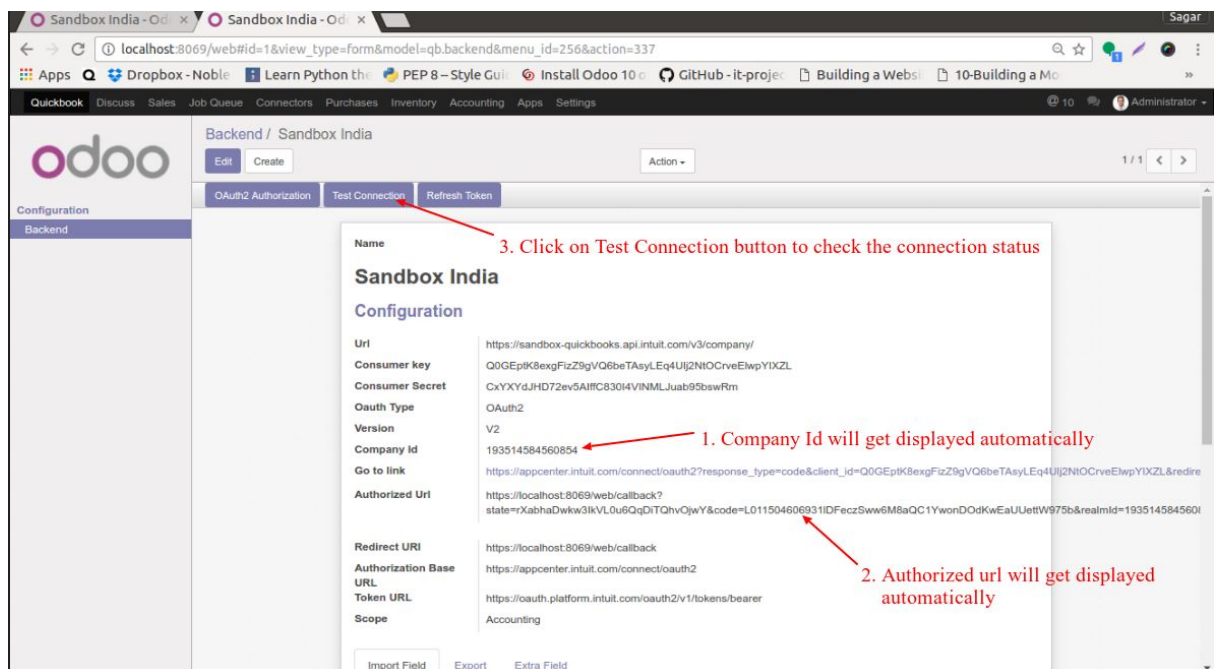 Sandbox India - Od
Sandbox India - Od
Sagar
localhost:8069/web#id=1&view_type=form&model=qb.backend&menu_id=256&action=337
Apps Dropbox - Noble Learn Python the PEP 8 – Style Gui Install Odoo 10 o GitHub - it-projec Building a Websi 10-Building a Mo »
Quickbook Discuss Sales Job Queue Connectors Purchases Inventory Accounting Apps Settings @ 10 Administrator
odoo
Backend / Sandbox India
Edit Create Action 1 / 1
OAuth2 Authorization Test Connection Refresh Token
Configuration
Backend
Name
3. Click on Test Connection button to check the connection status
Sandbox India
Configuration
Url https://sandbox-quickbooks.api.intuit.com/v3/company/
Consumer key Q0GEptK8exgFizZ9gVQ6beTAsyLEq4UIj2NtOCrveElwpYIXZL
Consumer Secret CxYXYdJHD72ev5AIffC830I4VINMLJuab95bswRm
Oauth Type OAuth2
Version V2
1. Company Id will get displayed automatically
Company Id 193514584560854
Go to link https://appcenter.intuit.com/connect/oauth2?response_type=code&client_id=Q0GEptK8exgFizZ9gVQ6beTAsyLEq4UIj2NtOCrveElwpYIXZL&redire
Authorized Url https://localhost:8069/web/callback?
state=rXabhaDwkw3IkVL0u6QqDiTQhvOjwY&code=L011504606931IDFeczSww6M8aQC1YwonDOdKwEaUUettW975b&realmId=1935145845608
Redirect URI https://localhost:8069/web/callback
Authorization Base URL https://appcenter.intuit.com/connect/oauth2
2. Authorized url will get displayed
automatically
Token URL https://oauth.platform.intuit.com/oauth2/v1/tokens/bearer
Scope Accounting
Import Field Export Extra Field